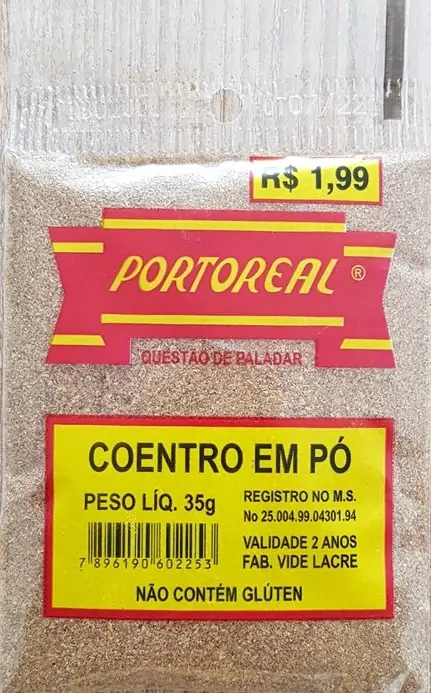 R$ 1,99
PORTOREAL ®
QUESTÃO DE PALADAR
COENTRO EM PÓ
PESO LÍQ. 35g
REGISTRO NO M.S.
No 25.004.99.04301.94
VALIDADE 2 ANOS
FAB. VIDE LACRE
7 896190 602253
NÃO CONTÉM GLÚTEN